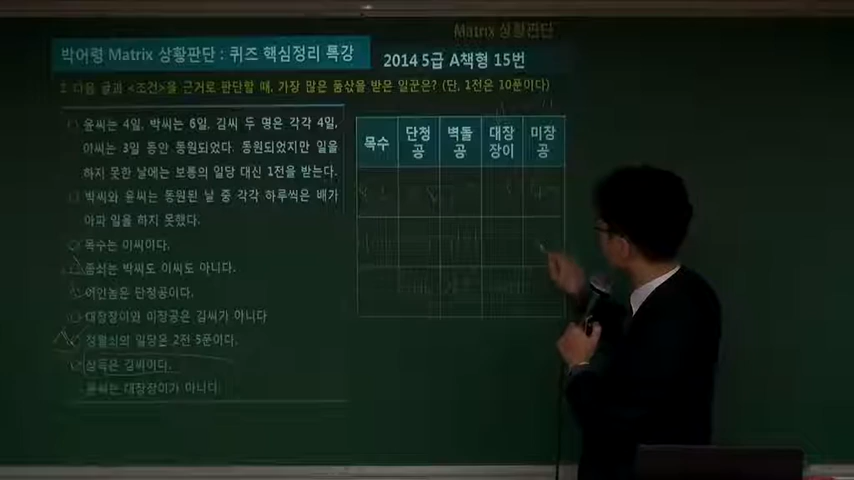 Matrix 상황판단
박어령 Matrix 상황판단 : 퀴즈 핵심정리 특강
2014 5급 A책형 15번
다음 글과 <조건>을 근거로 판단할 때, 가장 많은 품삯을 받은 일꾼은? (단, 1전은 10푼이다)
윤씨는 4일, 박씨는 6일, 김씨 두 명은 각각 4일,
이씨는 3일 동안 동원되었다. 동원되었지만 일을
하지 못한 날에는 보통의 일당 대신 1전을 받는다.
박씨와 윤씨는 동원된 날 중 각각 하루씩은 배가
아파 일을 하지 못했다.
목수는 이씨이다.
좀쇠는 박씨도 이씨도 아니다.
어인놈은 단청공이다.
대장장이와 미장공은 김씨가 아니다
정월쇠의 일당은 2전 5푼이다.
삼득은 김씨이다.
윤씨는 대장장이가 아니다.
목수 단청공 벽돌공 대장장이 미장공